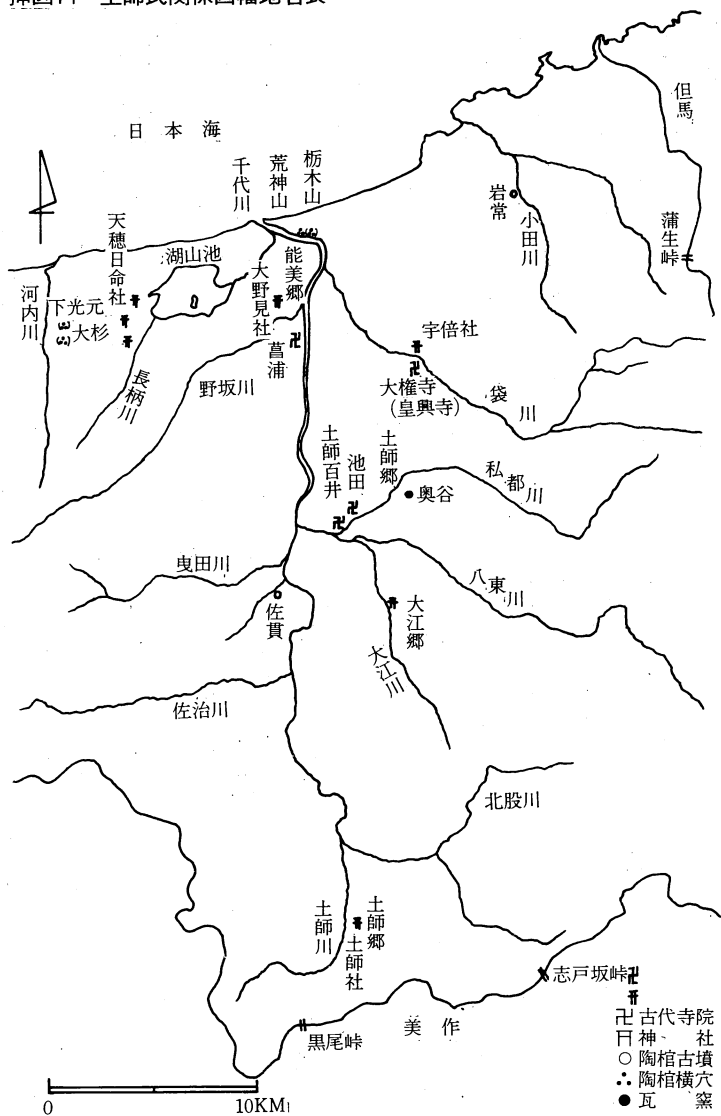 日本海
但馬
栃木山
荒神山
千代川
岩常
小田川
蒲生峠
天穂日命社
湖山池
能美郷
大野見社
河内川
下光元
大杉
菖浦
宇倍社
大権寺
(皇興寺)
長柄川
野坂川
袋川
土師百井
池田
土師郷
私都川
奥谷
曳田川
八東川
佐貫
大江郷
大江川
佐治川
北股川
土師川
土師郷
土師社
志戸坂峠
黒尾峠
美作
卍古代寺院
神社
○陶棺古墳
∴陶棺横穴
●瓦窯
0 10KM